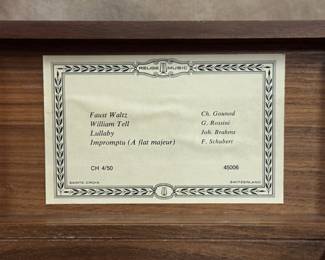 REUGE MUSIC
Faust Waltz Ch. Gounod
William Tell G. Rossini
Lullaby Joh. Brahms
Impromptu (A flat majeur) F. Schubert
CH 4/50 45006
SAINTE-CROIX SWITZERLAND